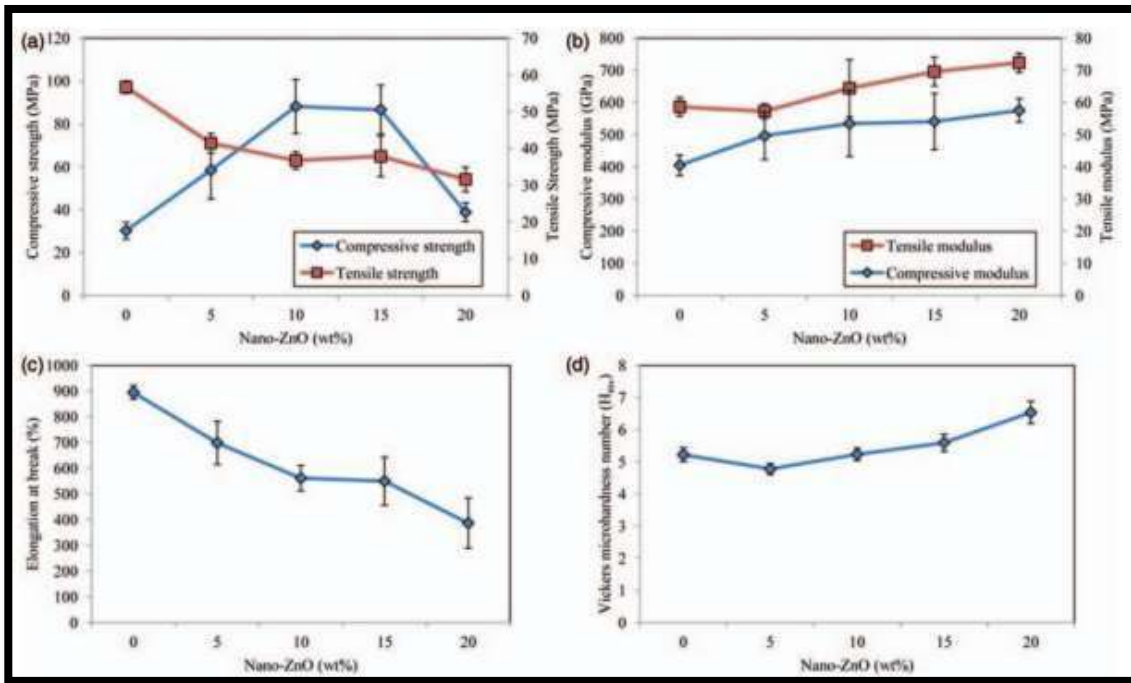 (a)
120
100
80
60
40
20
0
Compressive strength (MPa)
70
60
50
40
30
20
10
0
Tensile Strength (MPa)
Compressive strength
Tensile strength
0 5 10 15 20
Nano-ZnO (wt%)
(b)
800
700
600
500
400
300
200
100
0
Compressive modulus (GPa)
80
70
60
50
40
30
20
10
0
Tensile modulus (MPa)
Tensile modulus
Compressive modulus
0 5 10 15 20
Nano-ZnO (wt%)
(c)
1000
900
800
700
600
500
400
300
200
100
0
Elongation at break (%)
0 5 10 15 20
Nano-ZnO (wt%)
(d)
8
7
6
5
4
3
2
1
0
Vickers microhardness number
0 5 10 15 20
Nano-ZnO (wt%)